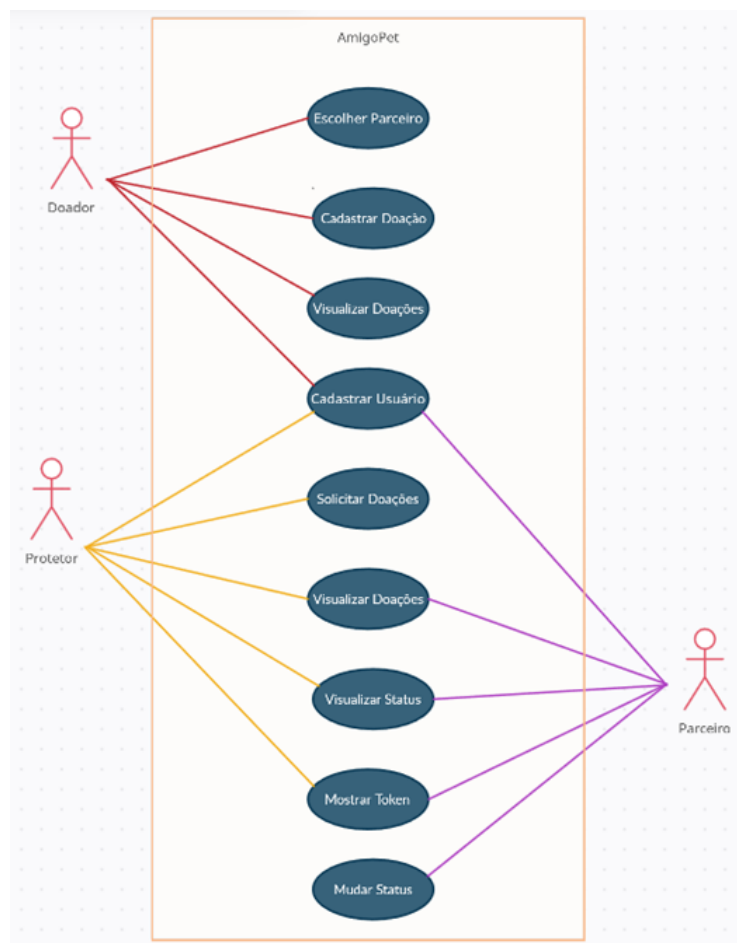 AmigoPet
Escolher Parceiro
Doador
Cadastrar Doação
Visualizar Doações
Cadastrar Usuário
Solicitar Doações
Protetor
Visualizar Doações
Visualizar Status
Parceiro
Mostrar Token
Mudar Status